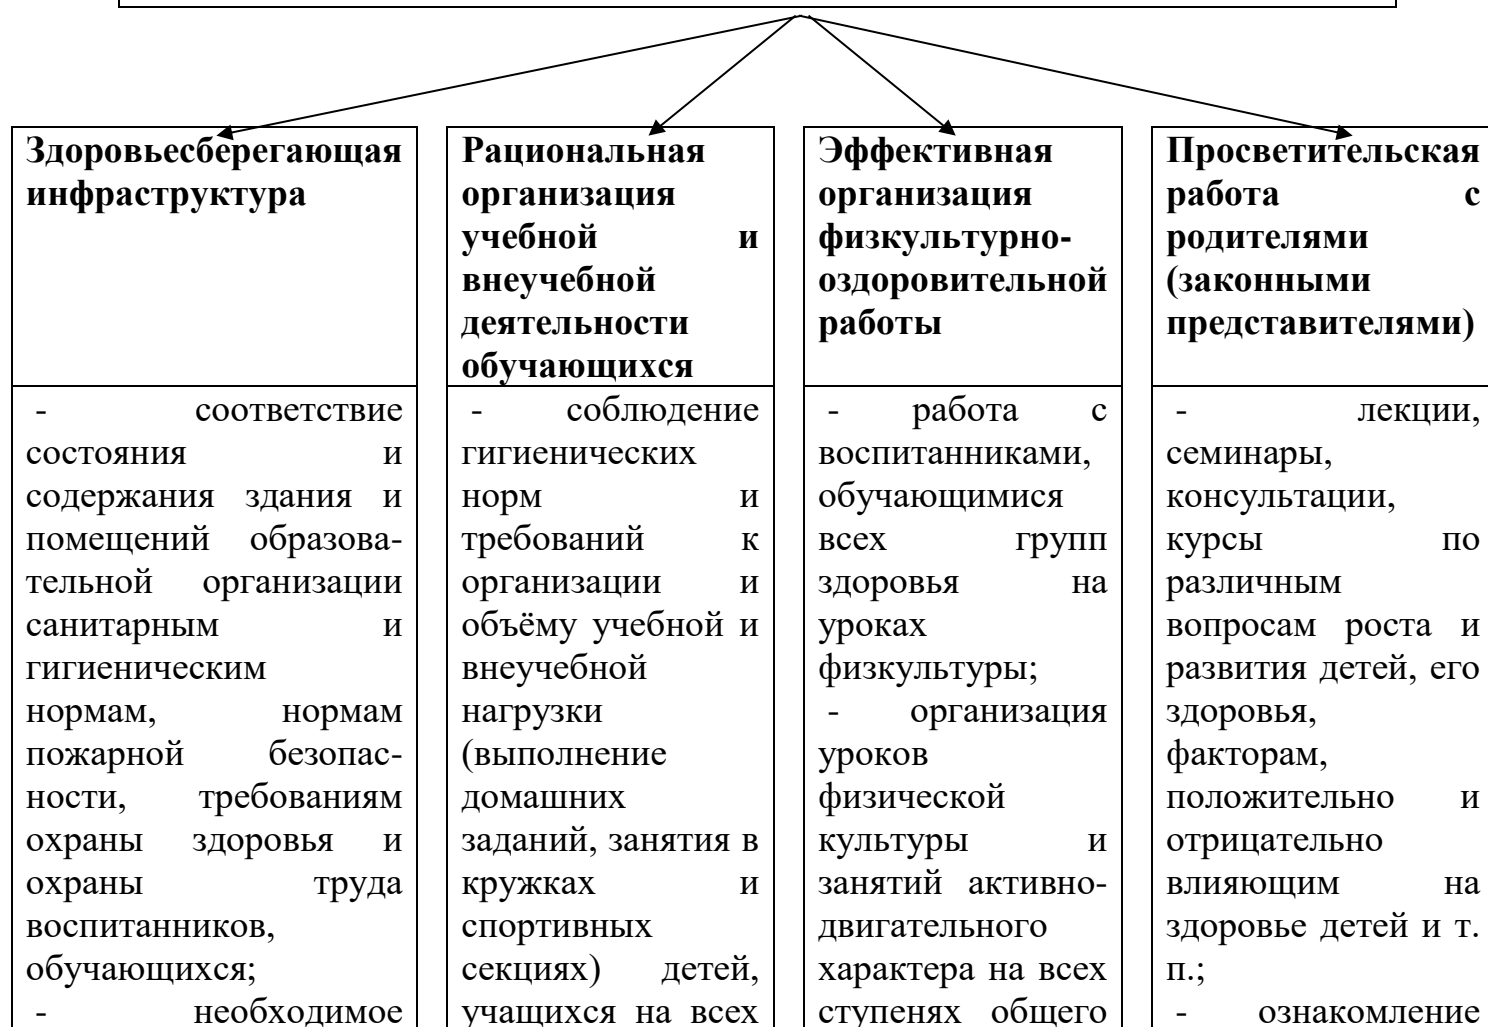 Здоровьесберегающая
инфраструктура
Рациональная
организация
учебной и
внеучебной
деятельности
обучающихся
Эффективная
организация
физкультурно-
оздоровительной
работы
Просветительская
работа с
родителями
(законными
представителями)
- соответствие
состояния и
содержания здания и
помещений образова-
тельной организации
санитарным и
гигиеническим
нормам, нормам
пожарной безопас-
ности, требованиям
охраны здоровья и
охраны труда
воспитанников,
обучающихся;
- необходимое
- соблюдение
гигиенических
норм и
требований к
организации и
объёму учебной и
внеучебной
нагрузки
(выполнение
домашних
заданий, занятия в
кружках и
спортивных
секциях) детей,
учащихся на всех
- работа с
воспитанниками,
обучающимися
всех групп
здоровья на
уроках
физкультуры;
- организация
уроков
физической
культуры и
занятий активно-
двигательного
характера на всех
ступенях общего
- лекции,
семинары,
консультации,
курсы по
различным
вопросам роста и
развития детей, его
здоровья,
факторам,
положительно и
отрицательно
влияющим на
здоровье детей и т.
п.;
- ознакомление